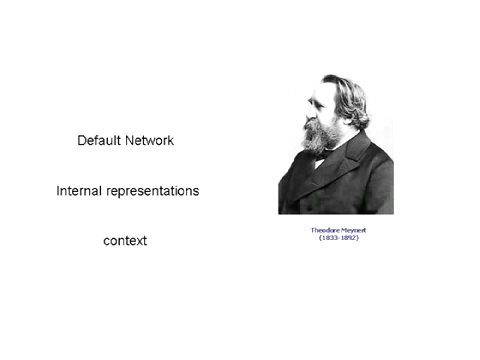 Default Network
Internal representations
context
Theodore Meynert
(1833-1892)